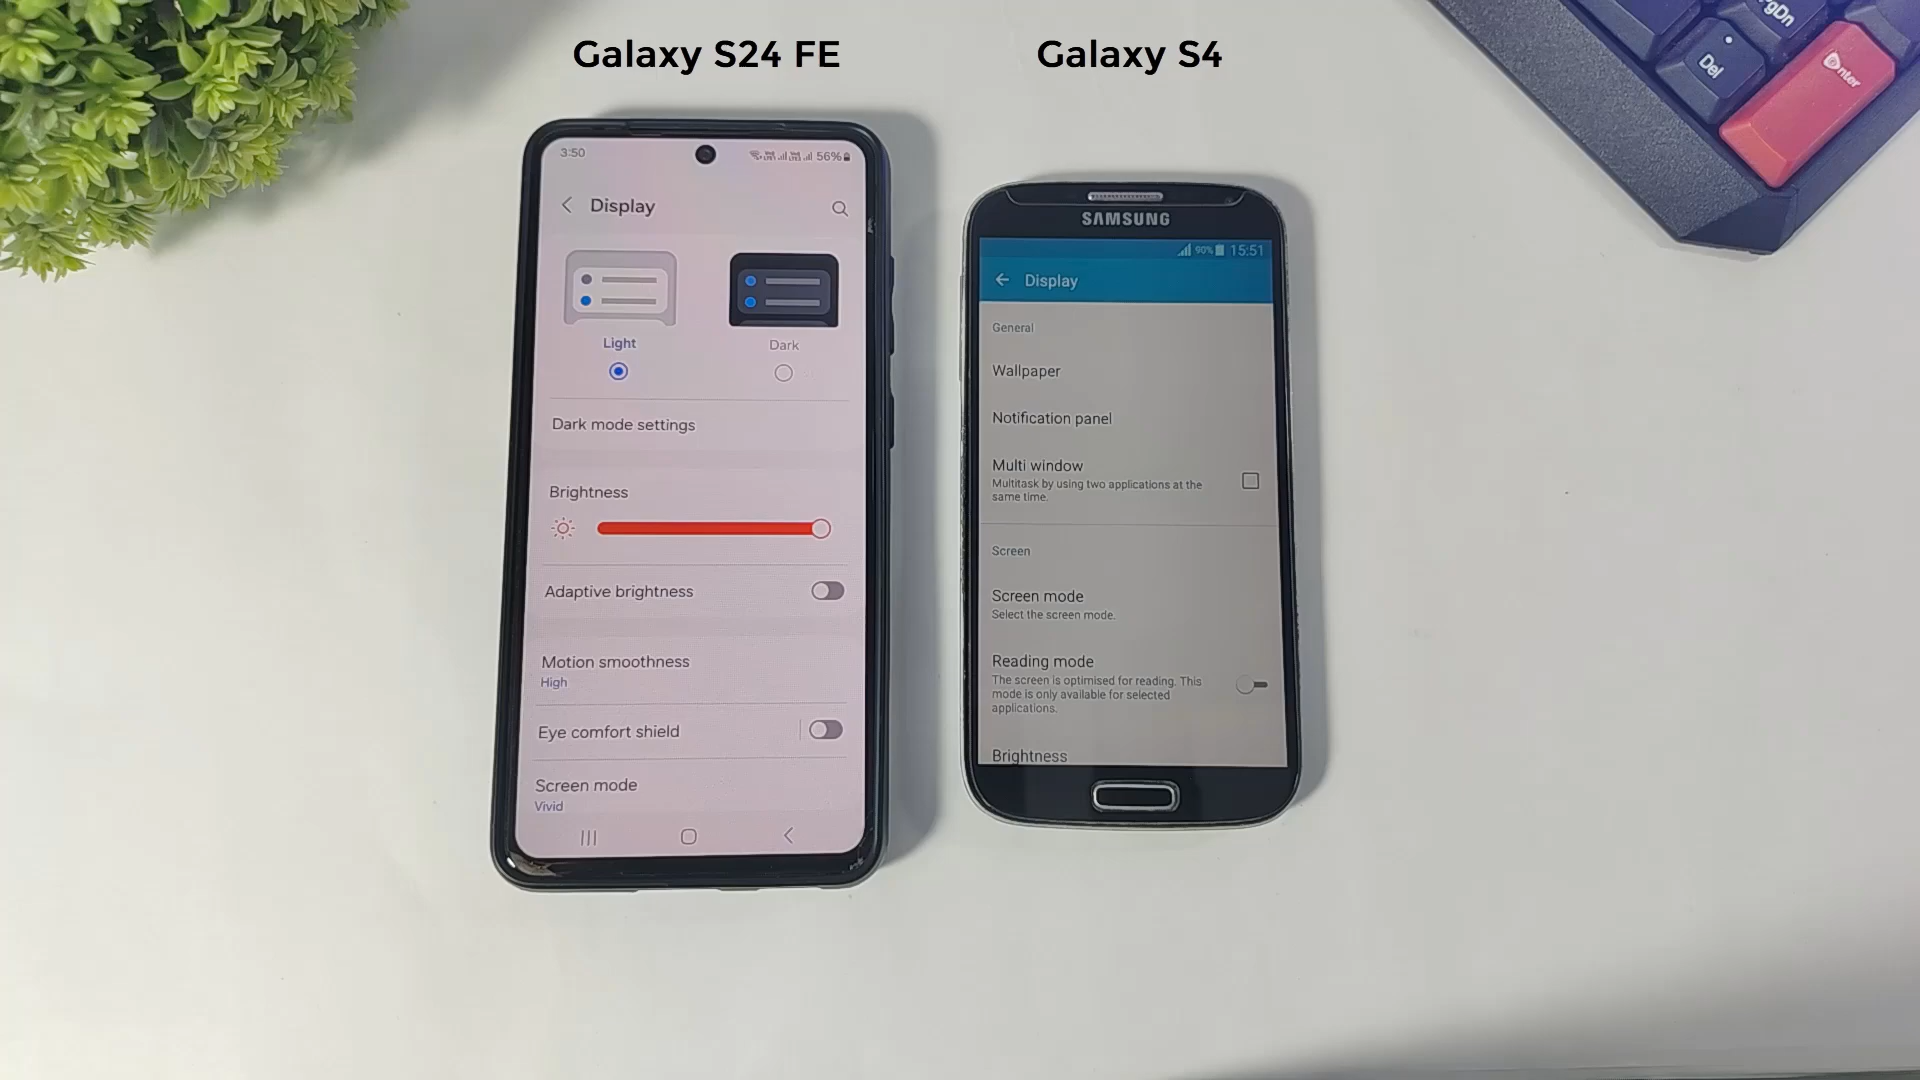 Galaxy S24 FE
Galaxy S4
3:50
56%
Display
Light
Dark
Dark mode settings
Brightness
Adaptive brightness
Motion smoothness
High
Eye comfort shield
Screen mode
Vivid
SAMSUNG
90%
15:51
Display
General
Wallpaper
Notification panel
Multi window
Multitask by using two applications at the
same time.
Screen
Screen mode
Select the screen mode.
Reading mode
The screen is optimised for reading. This
mode is only available for selected
applications.
Brightness
PgDn
Del
Enter